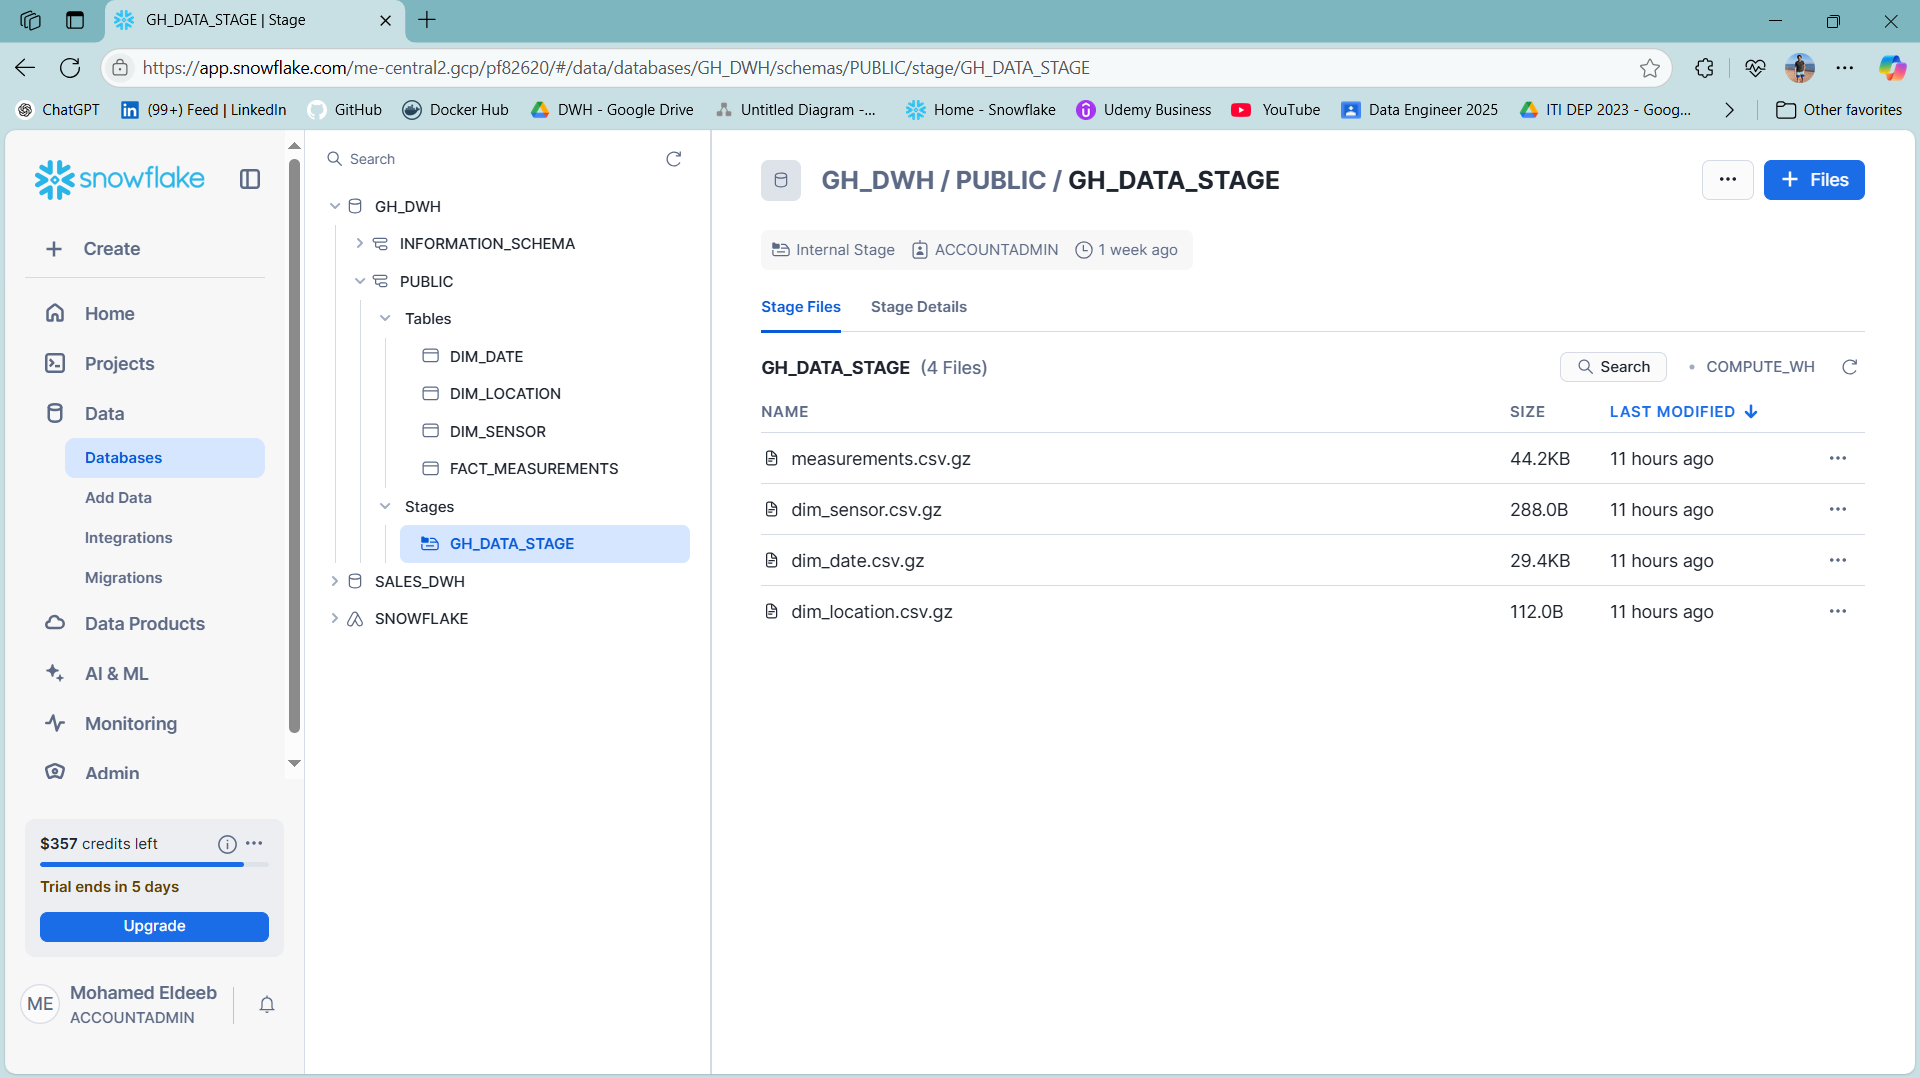 GH_DATA_STAGE | Stage
https://app.snowflake.com/me-central2.gcp/pf82620/#/data/databases/GH_DWH/schemas/PUBLIC/stage/GH_DATA_STAGE
ChatGPT
(99+) Feed | LinkedIn
GitHub
Docker Hub
DWH - Google Drive
Untitled Diagram -...
Home - Snowflake
Udemy Business
YouTube
Data Engineer 2025
ITI DEP 2023 - Goog...
Other favorites
snowflake
Create
Home
Projects
Data
Databases
Add Data
Integrations
Migrations
Data Products
AI & ML
Monitoring
Admin
$357 credits left
Trial ends in 5 days
Upgrade
ME
Mohamed Eldeeb
ACCOUNTADMIN
Search
GH_DWH
INFORMATION_SCHEMA
PUBLIC
Tables
DIM_DATE
DIM_LOCATION
DIM_SENSOR
FACT_MEASUREMENTS
Stages
GH_DATA_STAGE
SALES_DWH
SNOWFLAKE
GH_DWH / PUBLIC / GH_DATA_STAGE
... + Files
Internal Stage ACCOUNTADMIN 1 week ago
Stage Files Stage Details
GH_DATA_STAGE (4 Files)
Search COMPUTE_WH
NAME SIZE LAST MODIFIED
measurements.csv.gz 44.2KB 11 hours ago
dim_sensor.csv.gz 288.0B 11 hours ago
dim_date.csv.gz 29.4KB 11 hours ago
dim_location.csv.gz 112.0B 11 hours ago